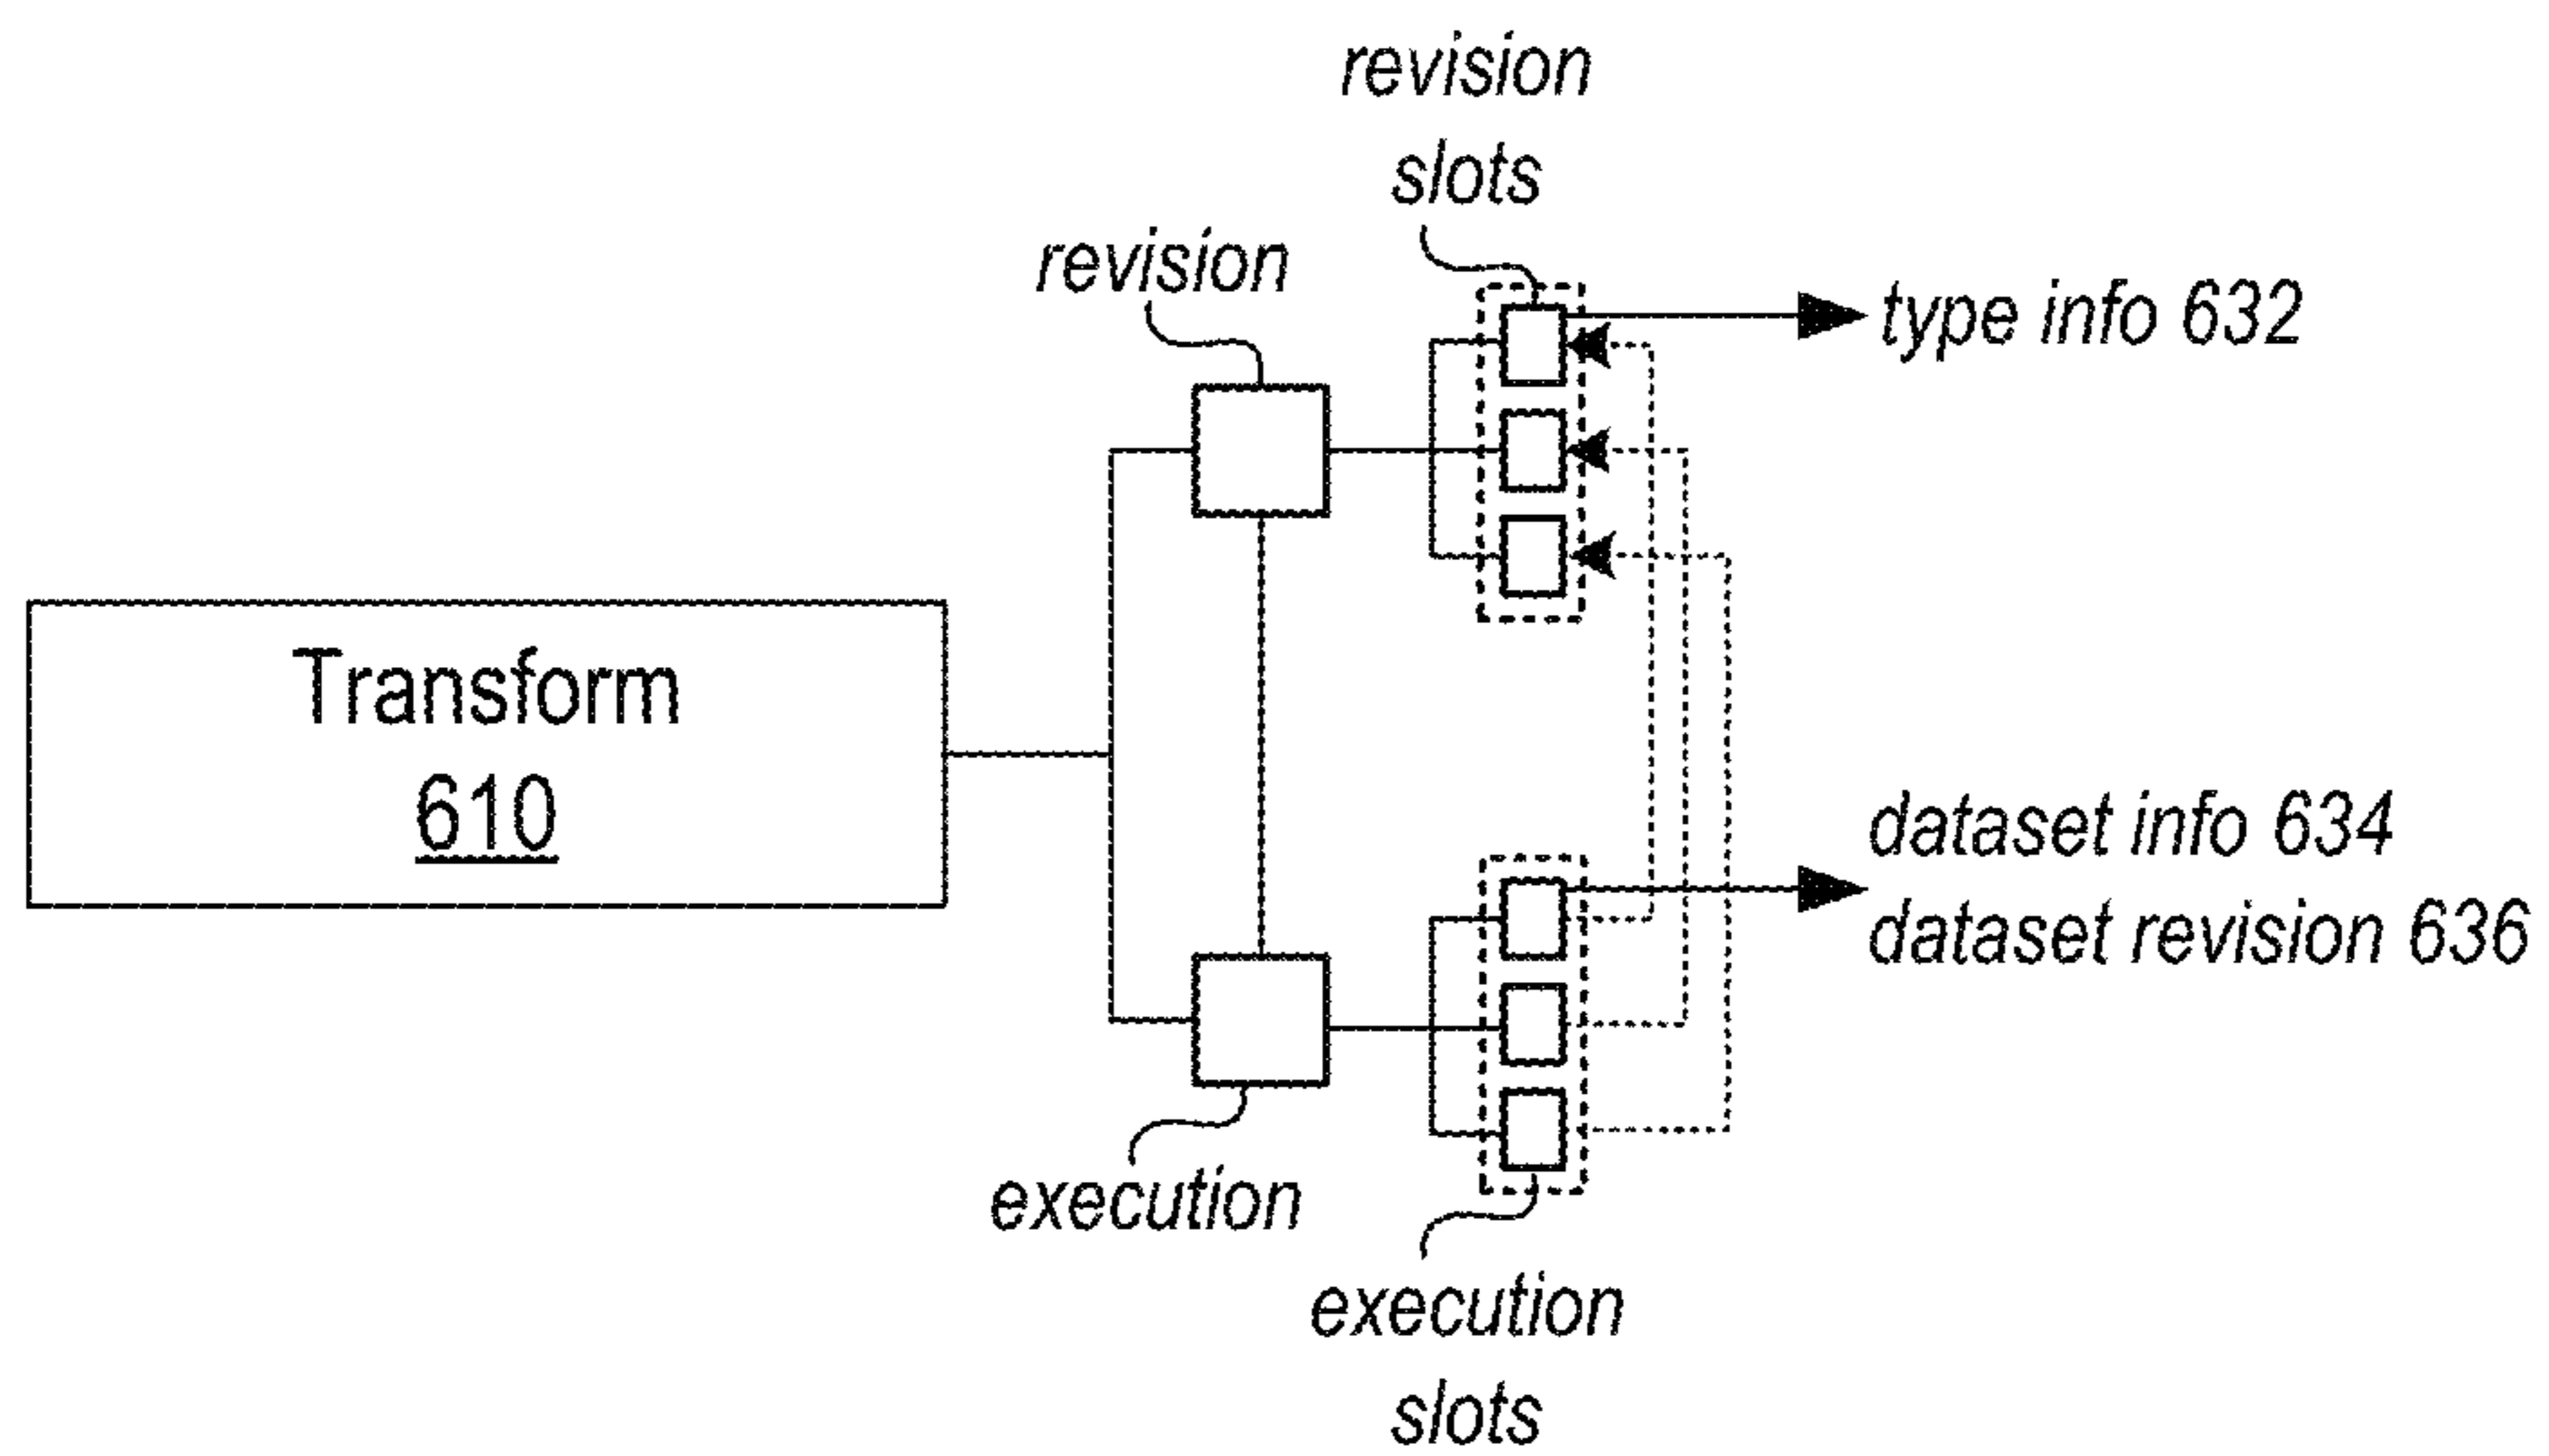 revision
slots
revision
type info 632
Transform
610
dataset info 634
dataset revision 636
execution
execution
slots